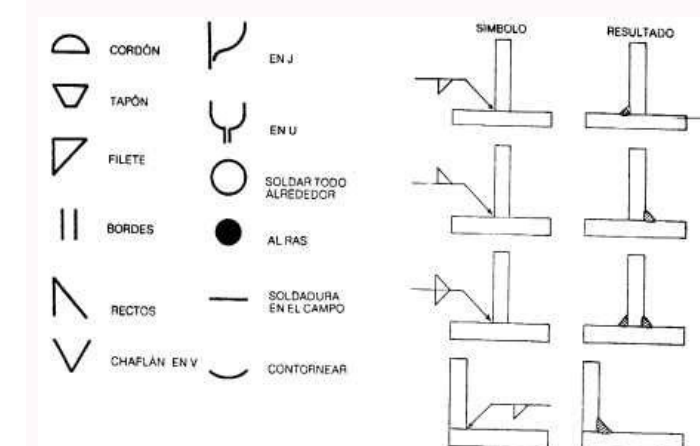 CORDÓN
TAPÓN
FILETE
BORDES
RECTOS
CHAFLÁN EN V
EN J
EN U
SOLDAR TODO
ALREDEDOR
AL RAS
SOLDADURA
EN EL CAMPO
CONTORNEAR
SIMBOLO
RESULTADO